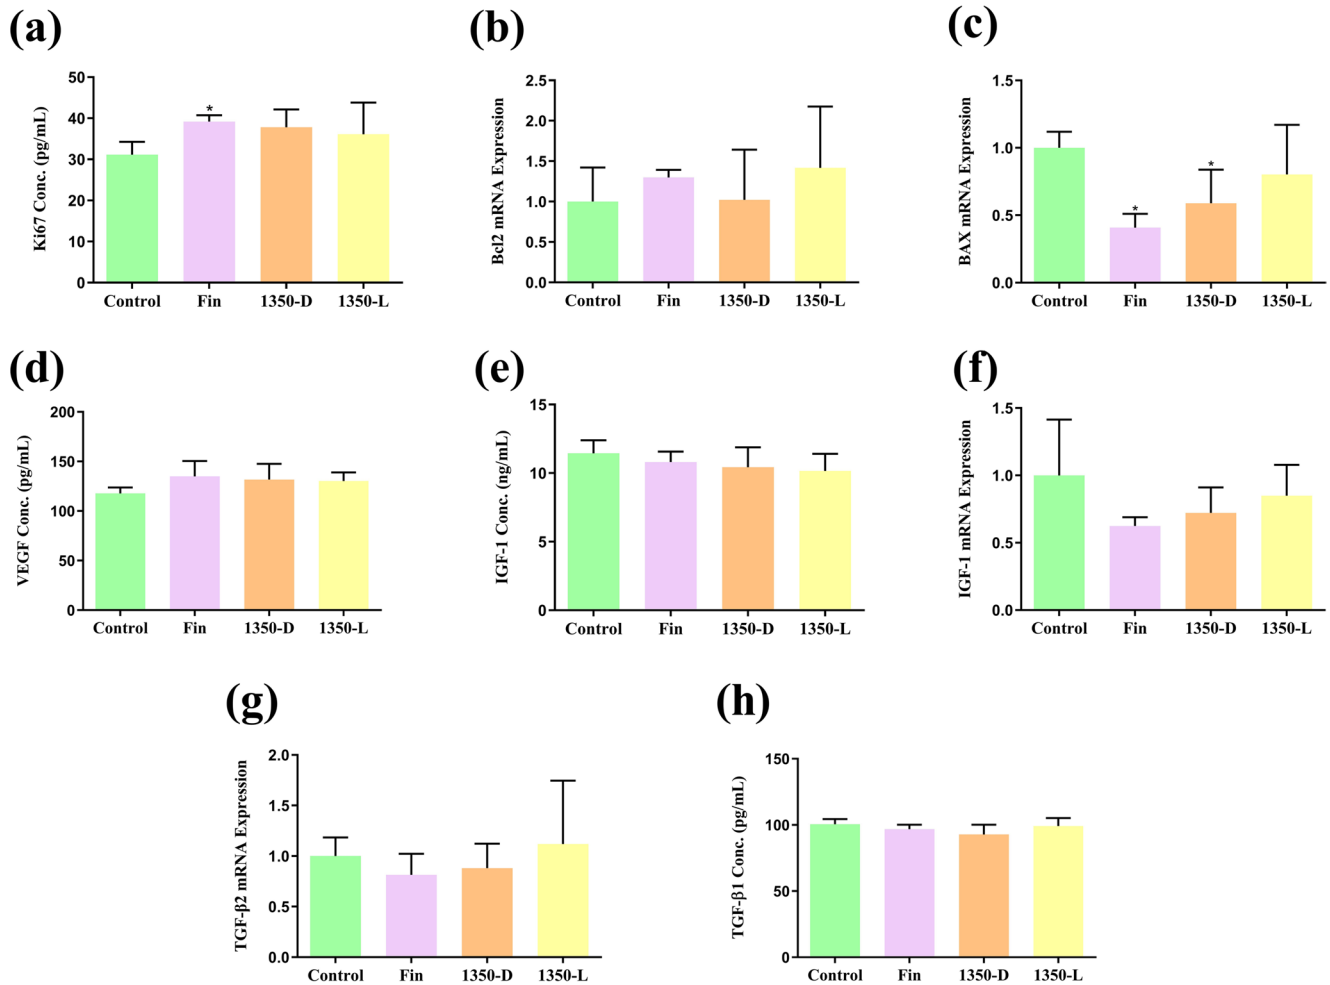 (a)
Ki67 Conc. (pg/mL)
50
40
30
20
10
0
*
Control Fin 1350-D 1350-L
(b)
Bcl2 mRNA Expression
2.5
2.0
1.5
1.0
0.5
0.0
Control Fin 1350-D 1350-L
(c)
BAX mRNA Expression
1.5
1.0
0.5
0.0
*
*
Control Fin 1350-D 1350-L
(d)
VEGF Conc. (pg/mL)
200
150
100
50
0
Control Fin 1350-D 1350-L
(e)
IGF-1 Conc. (ng/mL)
15
10
5
0
Control Fin 1350-D 1350-L
(f)
IGF-1 mRNA Expression
1.5
1.0
0.5
0.0
Control Fin 1350-D 1350-L
(g)
TGF-β2 mRNA Expression
2.0
1.5
1.0
0.5
0.0
Control Fin 1350-D 1350-L
(h)
TGF-β1 Conc. (pg/mL)
150
100
50
0
Control Fin 1350-D 1350-L